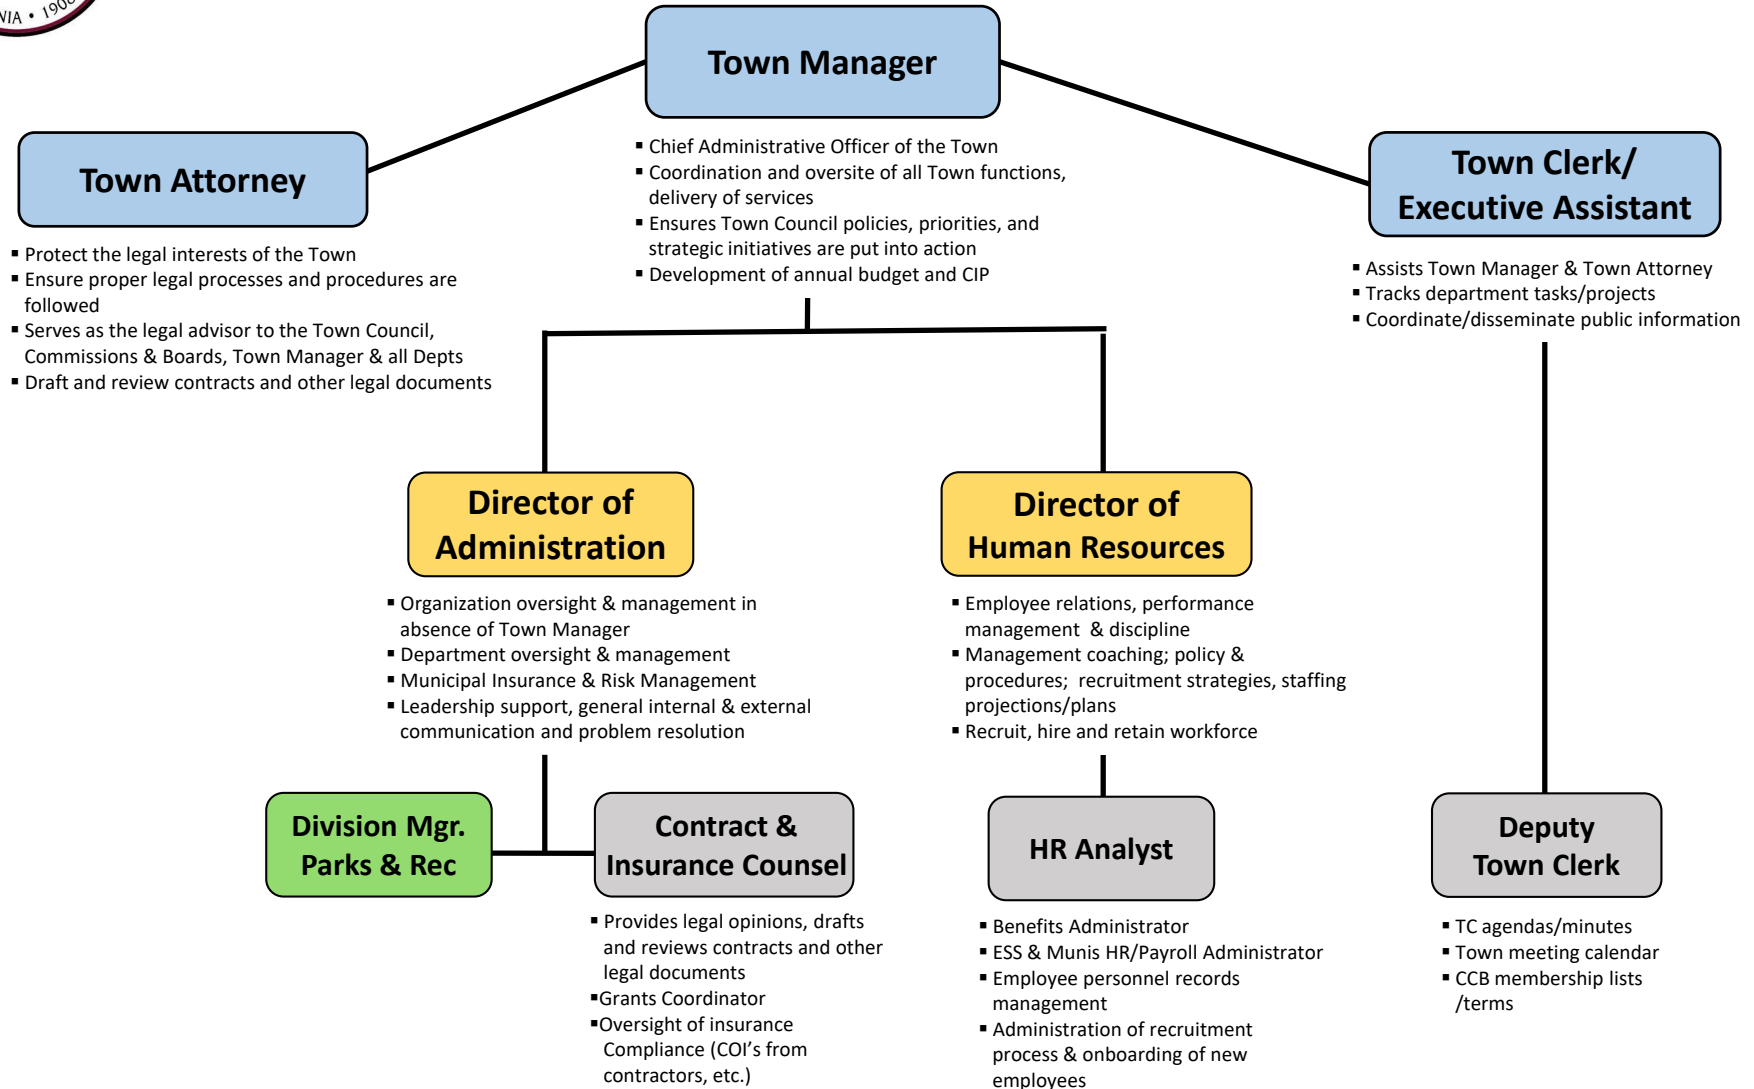 NIA • 1908
Town Manager
▪ Chief Administrative Officer of the Town
▪ Coordination and oversite of all Town functions,
delivery of services
▪ Ensures Town Council policies, priorities, and
strategic initiatives are put into action
▪ Development of annual budget and CIP
Town Attorney
▪ Protect the legal interests of the Town
▪ Ensure proper legal processes and procedures are
followed
▪ Serves as the legal advisor to the Town Council,
Commissions & Boards, Town Manager & all Depts
▪ Draft and review contracts and other legal documents
Town Clerk/
Executive Assistant
▪ Assists Town Manager & Town Attorney
▪ Tracks department tasks/projects
▪ Coordinate/disseminate public information
Director of
Administration
▪ Organization oversight & management in
absence of Town Manager
▪ Department oversight & management
▪ Municipal Insurance & Risk Management
▪ Leadership support, general internal & external
communication and problem resolution
Director of
Human Resources
▪ Employee relations, performance
management & discipline
▪ Management coaching; policy &
procedures; recruitment strategies, staffing
projections/plans
▪ Recruit, hire and retain workforce
Division Mgr.
Parks & Rec
Contract &
Insurance Counsel
▪ Provides legal opinions, drafts
and reviews contracts and other
legal documents
▪Grants Coordinator
▪Oversight of insurance
Compliance (COI's from
contractors, etc.)
HR Analyst
▪ Benefits Administrator
▪ ESS & Munis HR/Payroll Administrator
▪ Employee personnel records
management
▪ Administration of recruitment
process & onboarding of new
employees
Deputy
Town Clerk
▪ TC agendas/minutes
▪ Town meeting calendar
▪ CCB membership lists
/terms